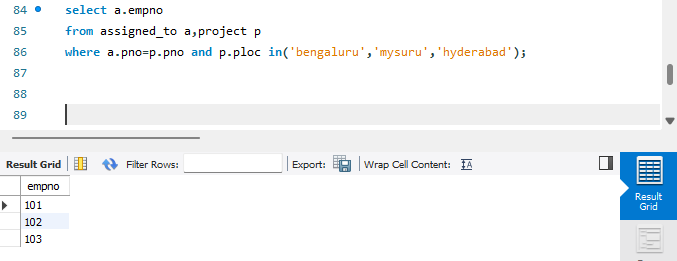 84 select a.empno
85 from assigned_to a,project p
86 where a.pno=p.pno and p.ploc in('bengaluru','mysuru','hyderabad');
87
88
89
Result Grid Filter Rows: Export: Wrap Cell Content: IA
empno
101
102
103
Result
Grid